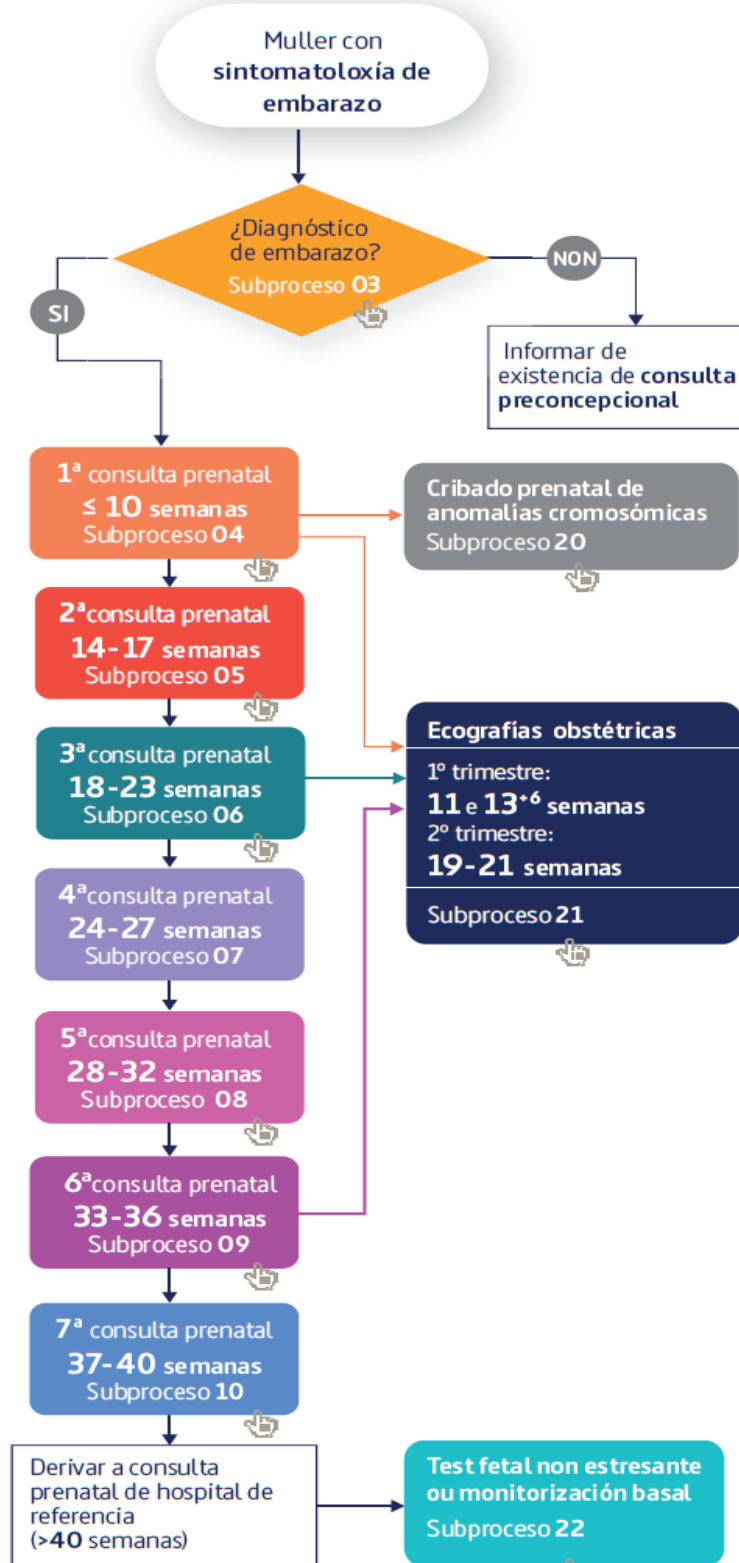 Muller con
sintomatoloxía de
embarazo
¿Diagnóstico
de embarazo?
Subproceso 03
NON
SI
Informar de
existencia de consulta
preconcepcional
1ª consulta prenatal
≤ 10 semanas
Subproceso 04
Cribado prenatal de
anomalías cromosómicas
Subproceso 20
2ª consulta prenatal
14-17 semanas
Subproceso 05
3ª consulta prenatal
18-23 semanas
Subproceso 06
Ecografías obstétricas
1º trimestre:
11 e 13+6 semanas
2º trimestre:
19-21 semanas
Subproceso 21
4ª consulta prenatal
24-27 semanas
Subproceso 07
5ª consulta prenatal
28-32 semanas
Subproceso 08
6ª consulta prenatal
33-36 semanas
Subproceso 09
7ª consulta prenatal
37-40 semanas
Subproceso 10
Derivar a consulta
prenatal de hospital de
referencia
(>40 semanas)
Test fetal non estresante
ou monitorización basal
Subproceso 22